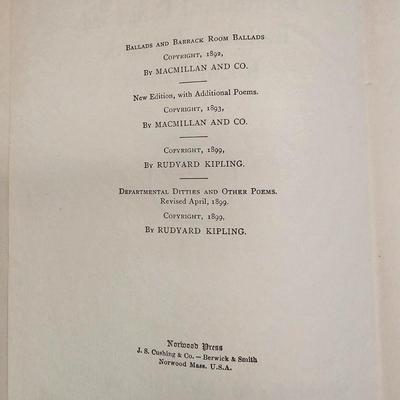 Ballads and Barrack Room Ballads
Copyright, 1892,
By MACMILLAN AND CO.
New Edition, with Additional Poems.
Copyright, 1893,
By MACMILLAN AND CO.
Copyright, 1899,
By RUDYARD KIPLING.
Departmental Ditties and Other Poems.
Revised April, 1899.
Copyright, 1899,
By RUDYARD KIPLING.
Norwood Press
J. S. Cushing & Co. — Berwick & Smith
Norwood Mass. U.S.A.